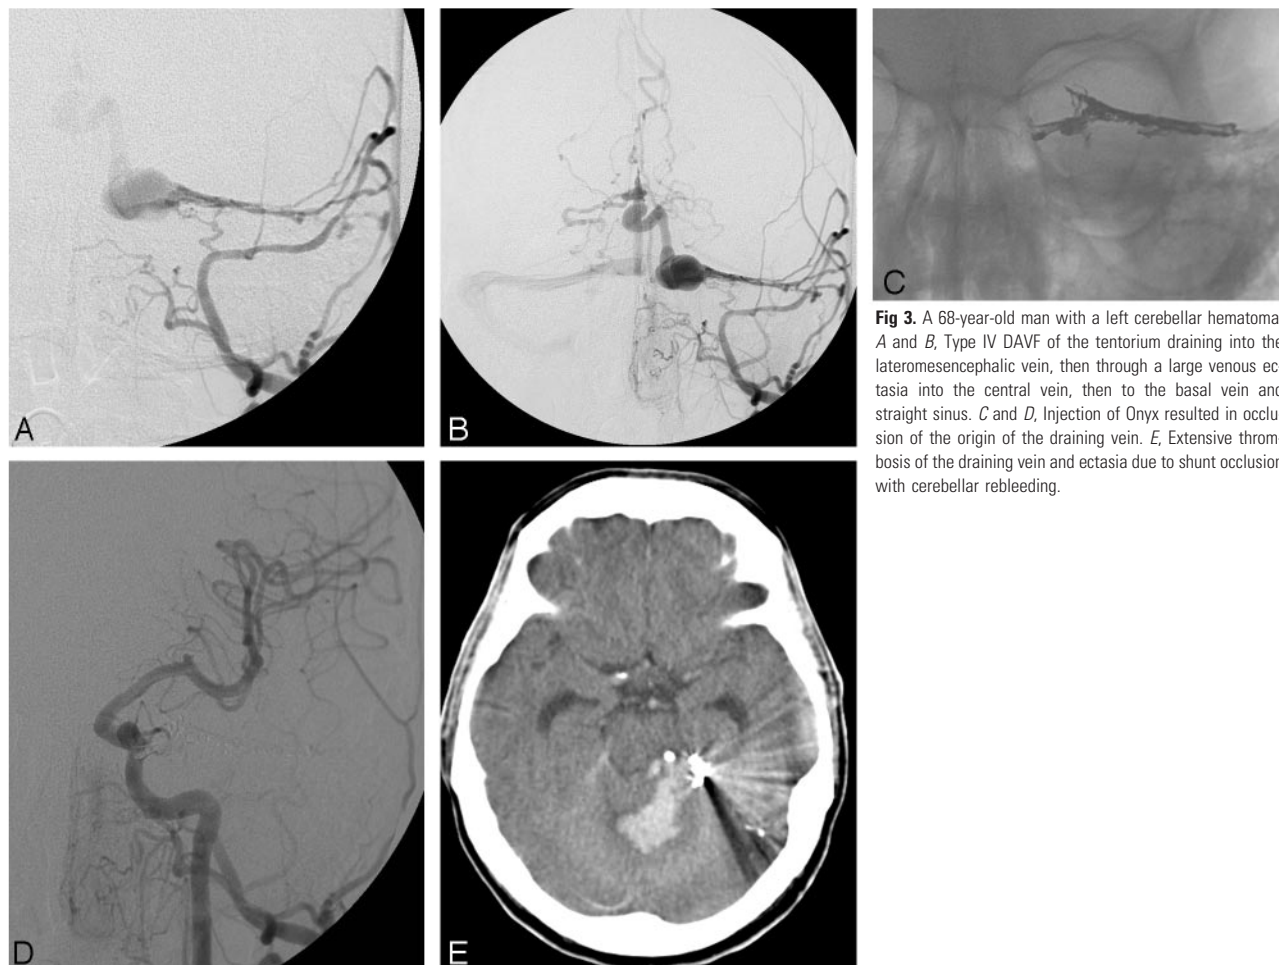 A
B
C
Fig 3. A 68-year-old man with a left cerebellar hematoma
A and B, Type IV DAVF of the tentorium draining into the
lateromesencephalic vein, then through a large venous ec-
tasia into the central vein, then to the basal vein and
straight sinus. C and D, Injection of Onyx resulted in occlu
sion of the origin of the draining vein. E, Extensive throm
bosis of the draining vein and ectasia due to shunt occlusion
with cerebellar rebleeding.
D
E